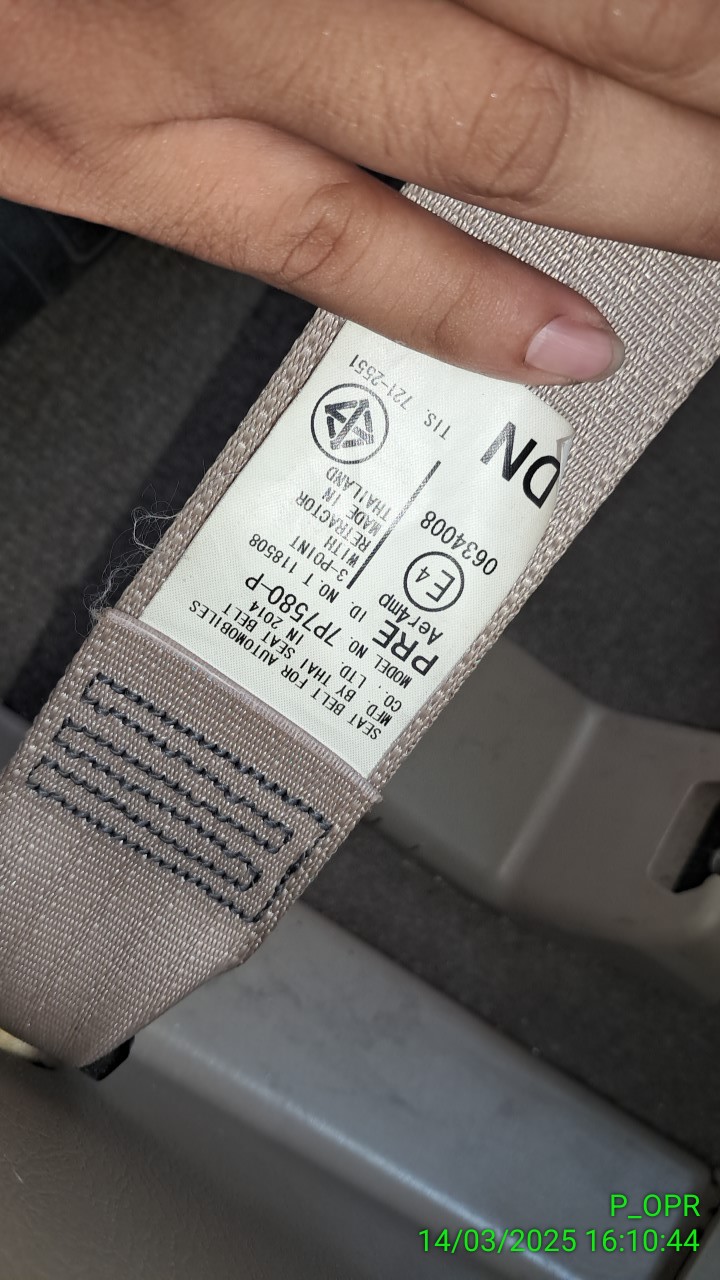 SEAT BELT FOR AUTOMOBILES
MFD. BY THAI SEAT BELT
CO., LTD. IN 2014
MODEL NO. 7P7580-P
PRE ID. NO. T 118508
Aer4mp
3-POINT
WITH
RETRACTOR
MADE IN
THAILAND
E4
0634008
TIS. 721-2551
DN
P_OPR
14/03/2025 16:10:44